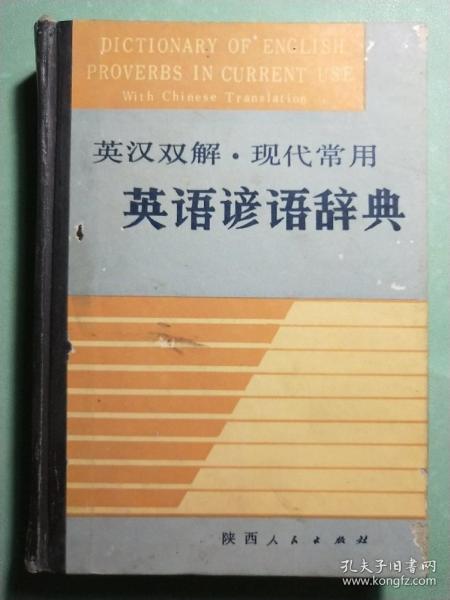 DICTIONARY OF ENGLISH
PROVERBS IN CURRENT USE
With Chinese Translation
英汉双解·现代常用
英语谚语辞典
陕西人民出版社
孔夫子旧书网
www.kongfz.com